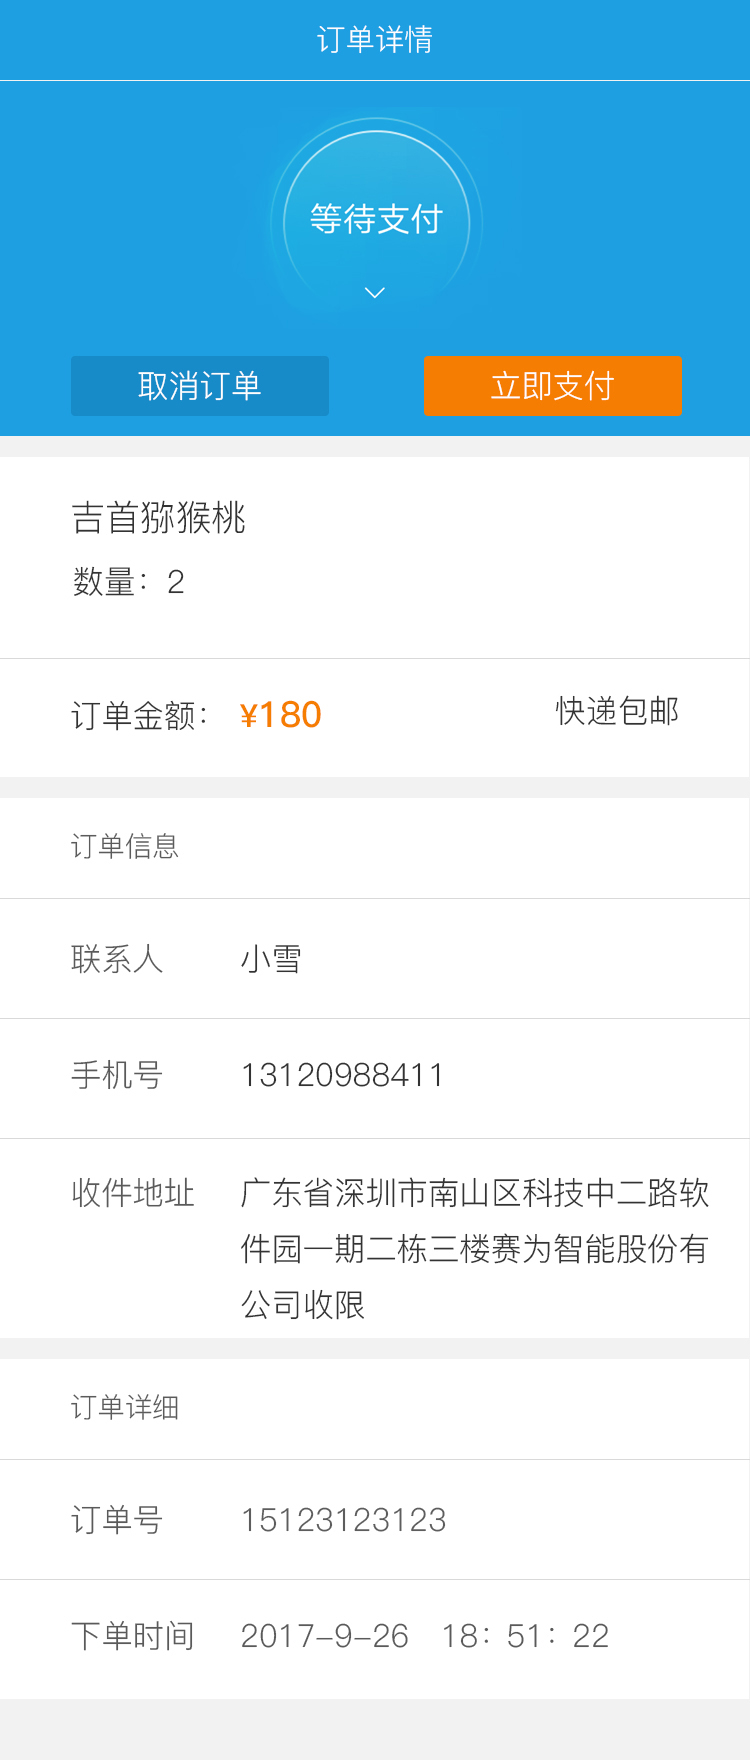 订单详情
等待支付
取消订单 立即支付
吉首猕猴桃
数量：2
订单金额： ¥180 快递包邮
订单信息
联系人 小雪
手机号 13120988411
收件地址 广东省深圳市南山区科技中二路软
件园一期二栋三楼赛为智能股份有
公司收限
订单详细
订单号 15123123123
下单时间 2017-9-26 18：51：22